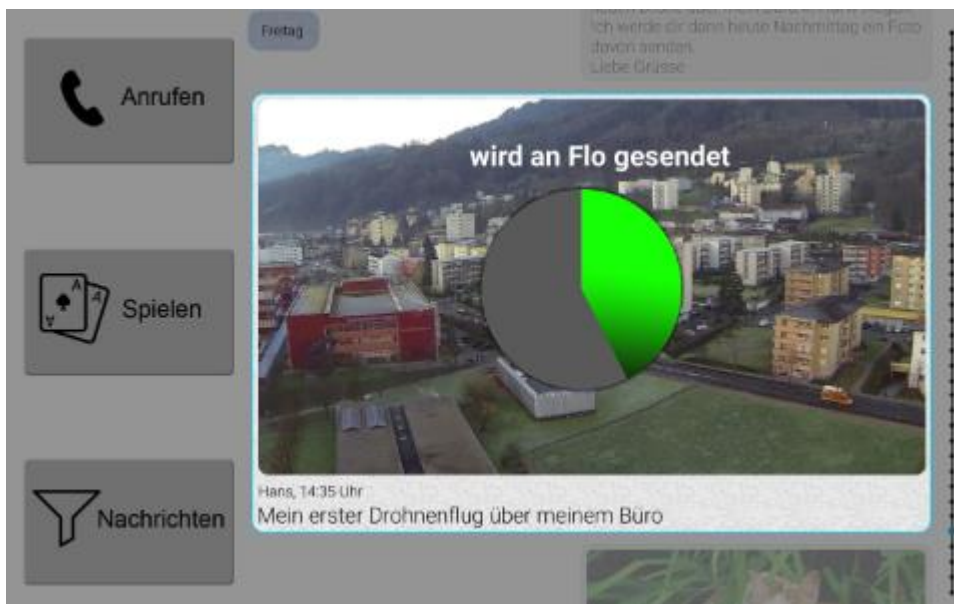 Freitag
Ich werde dir dann heute Nachmittag ein Foto
davon senden.
Liebe Grüsse
Anrufen
wird an Flo gesendet
A
A
Spielen
Hans, 14:35 Uhr
Mein erster Drohnenflug über meinem Büro
Nachrichten